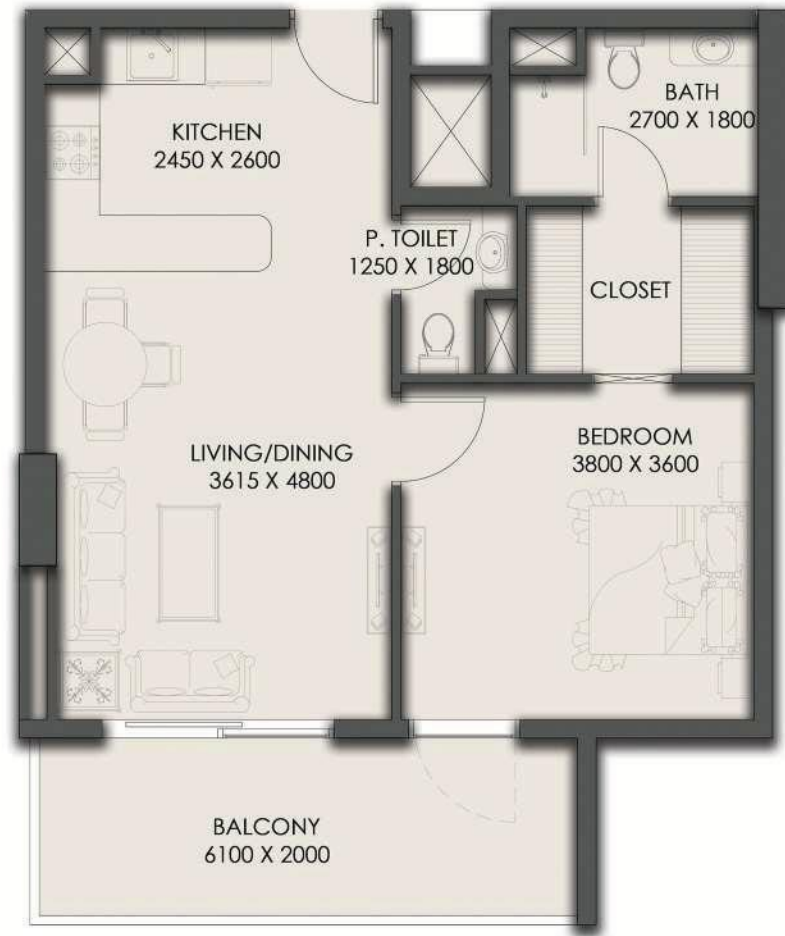 KITCHEN
2450 X 2600
BATH
2700 X 1800
P. TOILET
1250 X 1800
CLOSET
LIVING/DINING
3615 X 4800
BEDROOM
3800 X 3600
BALCONY
6100 X 2000